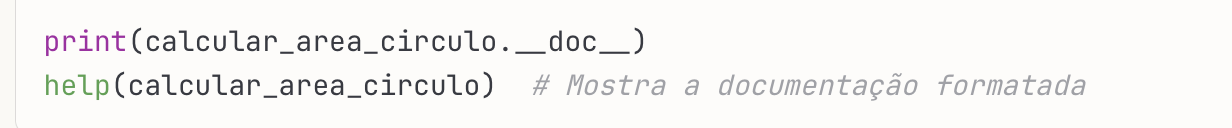 print(calcular_area_circulo.__doc__)
help(calcular_area_circulo)  # Mostra a documentação formatada